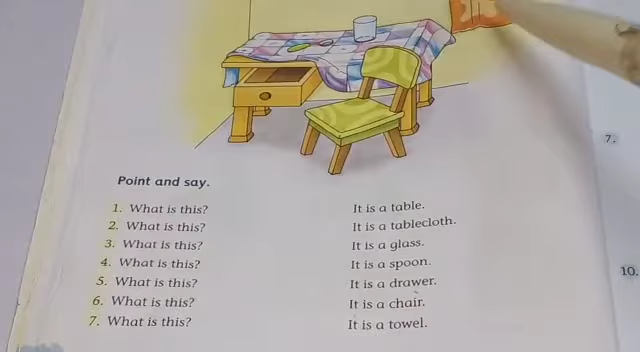 Point and say.
1. What is this? It is a table.
2. What is this? It is a tablecloth.
3. What is this? It is a glass.
4. What is this? It is a spoon.
5. What is this? It is a drawer.
6. What is this? It is a chair.
7. What is this? It is a towel.
7.
10.